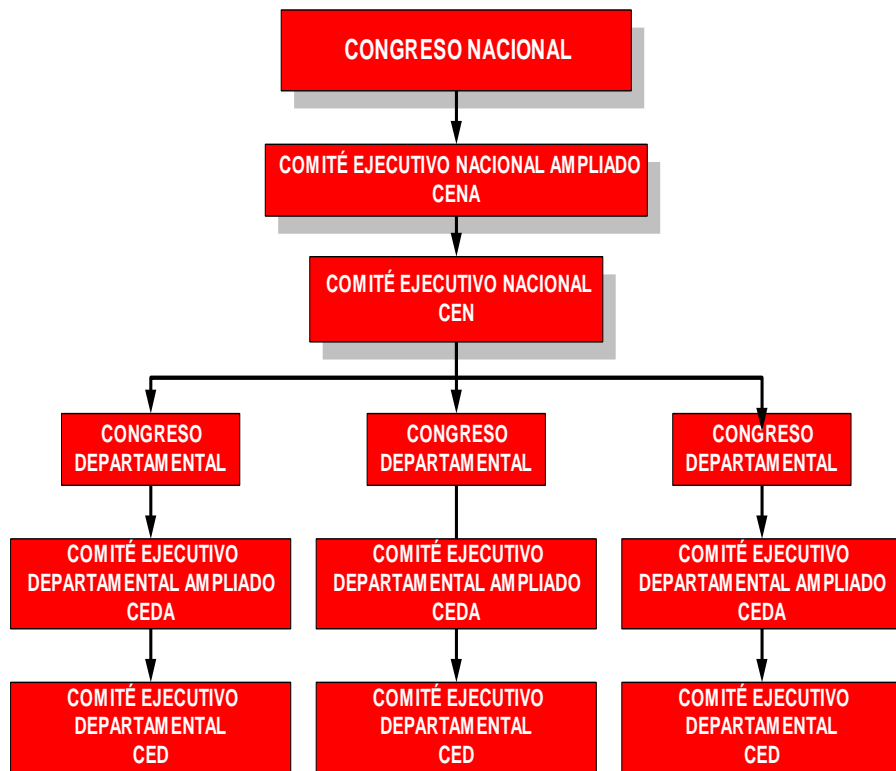 CONGRESO NACIONAL
COMITÉ EJECUTIVO NACIONAL AMPLIADO
CENA
COMITÉ EJECUTIVO NACIONAL
CEN
CONGRESO
DEPARTAMENTAL
CONGRESO
DEPARTAMENTAL
CONGRESO
DEPARTAMENTAL
COMITÉ EJECUTIVO
DEPARTAMENTAL AMPLIADO
CEDA
COMITÉ EJECUTIVO
DEPARTAMENTAL AMPLIADO
CEDA
COMITÉ EJECUTIVO
DEPARTAMENTAL AMPLIADO
CEDA
COMITÉ EJECUTIVO
DEPARTAMENTAL
CED
COMITÉ EJECUTIVO
DEPARTAMENTAL
CED
COMITÉ EJECUTIVO
DEPARTAMENTAL
CED